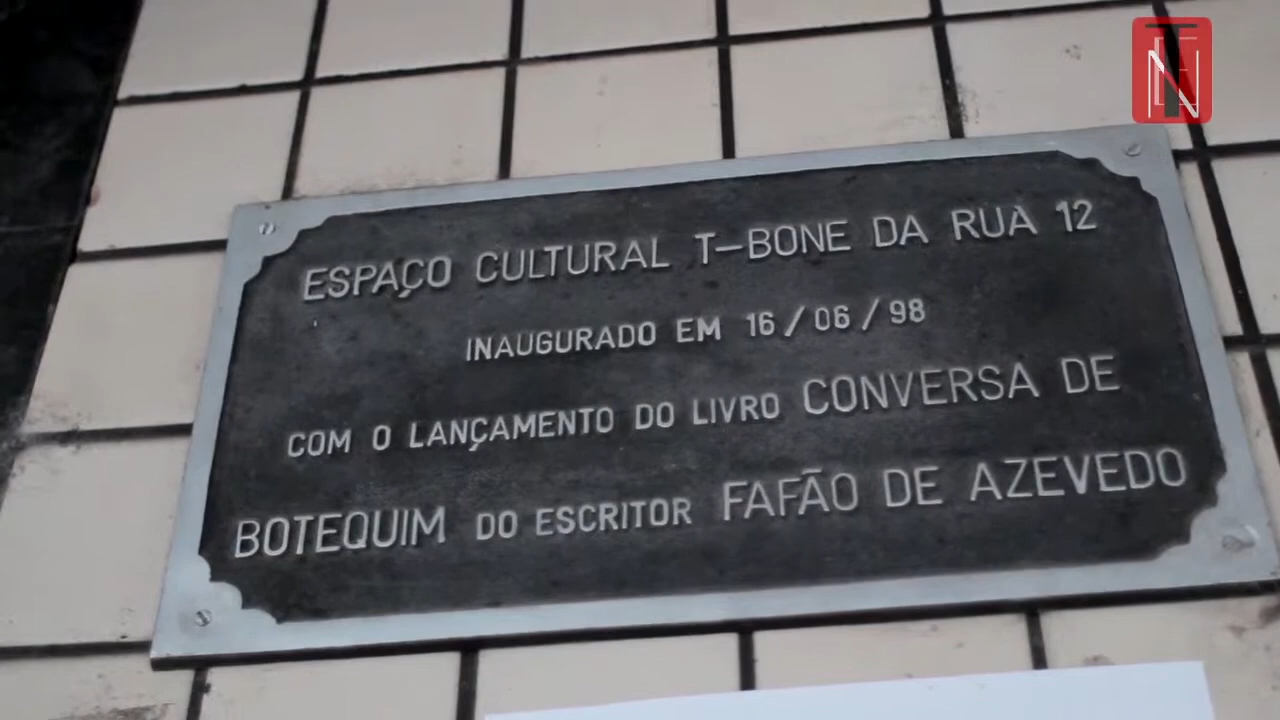 ESPAÇO CULTURAL T-BONE DA RUA 12
INAUGURADO EM 16/06/98
COM O LANÇAMENTO DO LIVRO CONVERSA DE
BOTEQUIM DO ESCRITOR FAFÃO DE AZEVEDO